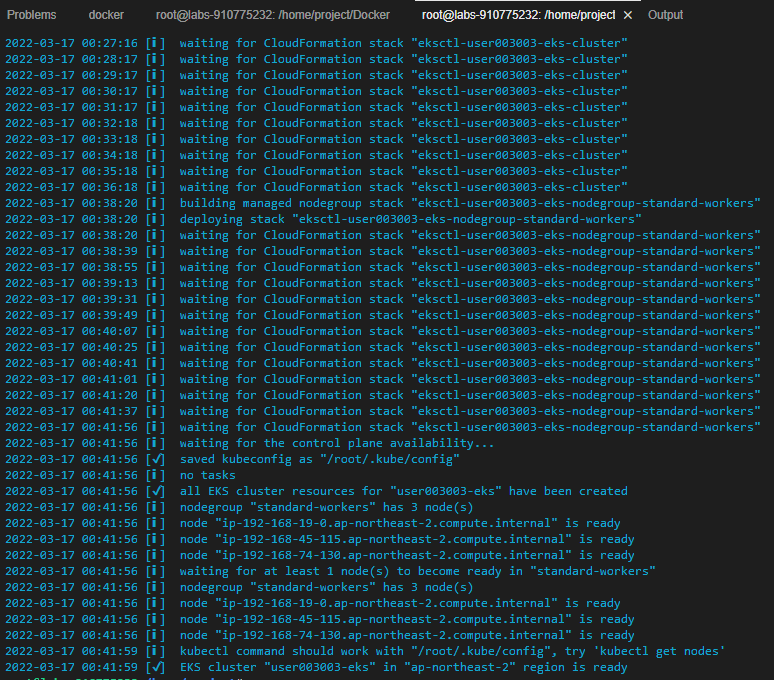 Problems docker root@labs-910775232: /home/project/Docker root@labs-910775232: /home/project × Output
2022-03-17 00:27:16 [ℹ] waiting for CloudFormation stack "eksctl-user003003-eks-cluster"
2022-03-17 00:28:17 [ℹ] waiting for CloudFormation stack "eksctl-user003003-eks-cluster"
2022-03-17 00:29:17 [ℹ] waiting for CloudFormation stack "eksctl-user003003-eks-cluster"
2022-03-17 00:30:17 [ℹ] waiting for CloudFormation stack "eksctl-user003003-eks-cluster"
2022-03-17 00:31:17 [ℹ] waiting for CloudFormation stack "eksctl-user003003-eks-cluster"
2022-03-17 00:32:18 [ℹ] waiting for CloudFormation stack "eksctl-user003003-eks-cluster"
2022-03-17 00:33:18 [ℹ] waiting for CloudFormation stack "eksctl-user003003-eks-cluster"
2022-03-17 00:34:18 [ℹ] waiting for CloudFormation stack "eksctl-user003003-eks-cluster"
2022-03-17 00:35:18 [ℹ] waiting for CloudFormation stack "eksctl-user003003-eks-cluster"
2022-03-17 00:36:18 [ℹ] waiting for CloudFormation stack "eksctl-user003003-eks-cluster"
2022-03-17 00:38:20 [ℹ] building managed nodegroup stack "eksctl-user003003-eks-nodegroup-standard-workers"
2022-03-17 00:38:20 [ℹ] deploying stack "eksctl-user003003-eks-nodegroup-standard-workers"
2022-03-17 00:38:20 [ℹ] waiting for CloudFormation stack "eksctl-user003003-eks-nodegroup-standard-workers"
2022-03-17 00:38:39 [ℹ] waiting for CloudFormation stack "eksctl-user003003-eks-nodegroup-standard-workers"
2022-03-17 00:38:55 [ℹ] waiting for CloudFormation stack "eksctl-user003003-eks-nodegroup-standard-workers"
2022-03-17 00:39:13 [ℹ] waiting for CloudFormation stack "eksctl-user003003-eks-nodegroup-standard-workers"
2022-03-17 00:39:31 [ℹ] waiting for CloudFormation stack "eksctl-user003003-eks-nodegroup-standard-workers"
2022-03-17 00:39:49 [ℹ] waiting for CloudFormation stack "eksctl-user003003-eks-nodegroup-standard-workers"
2022-03-17 00:40:07 [ℹ] waiting for CloudFormation stack "eksctl-user003003-eks-nodegroup-standard-workers"
2022-03-17 00:40:25 [ℹ] waiting for CloudFormation stack "eksctl-user003003-eks-nodegroup-standard-workers"
2022-03-17 00:40:41 [ℹ] waiting for CloudFormation stack "eksctl-user003003-eks-nodegroup-standard-workers"
2022-03-17 00:41:01 [ℹ] waiting for CloudFormation stack "eksctl-user003003-eks-nodegroup-standard-workers"
2022-03-17 00:41:20 [ℹ] waiting for CloudFormation stack "eksctl-user003003-eks-nodegroup-standard-workers"
2022-03-17 00:41:37 [ℹ] waiting for CloudFormation stack "eksctl-user003003-eks-nodegroup-standard-workers"
2022-03-17 00:41:56 [ℹ] waiting for CloudFormation stack "eksctl-user003003-eks-nodegroup-standard-workers"
2022-03-17 00:41:56 [ℹ] waiting for the control plane availability...
2022-03-17 00:41:56 [✓] saved kubeconfig as "/root/.kube/config"
2022-03-17 00:41:56 [ℹ] no tasks
2022-03-17 00:41:56 [✓] all EKS cluster resources for "user003003-eks" have been created
2022-03-17 00:41:56 [ℹ] nodegroup "standard-workers" has 3 node(s)
2022-03-17 00:41:56 [ℹ] node "ip-192-168-19-0.ap-northeast-2.compute.internal" is ready
2022-03-17 00:41:56 [ℹ] node "ip-192-168-45-115.ap-northeast-2.compute.internal" is ready
2022-03-17 00:41:56 [ℹ] node "ip-192-168-74-130.ap-northeast-2.compute.internal" is ready
2022-03-17 00:41:56 [ℹ] waiting for at least 1 node(s) to become ready in "standard-workers"
2022-03-17 00:41:56 [ℹ] nodegroup "standard-workers" has 3 node(s)
2022-03-17 00:41:56 [ℹ] node "ip-192-168-19-0.ap-northeast-2.compute.internal" is ready
2022-03-17 00:41:56 [ℹ] node "ip-192-168-45-115.ap-northeast-2.compute.internal" is ready
2022-03-17 00:41:56 [ℹ] node "ip-192-168-74-130.ap-northeast-2.compute.internal" is ready
2022-03-17 00:41:59 [ℹ] kubectl command should work with "/root/.kube/config", try 'kubectl get nodes'
2022-03-17 00:41:59 [✓] EKS cluster "user003003-eks" in "ap-northeast-2" region is ready